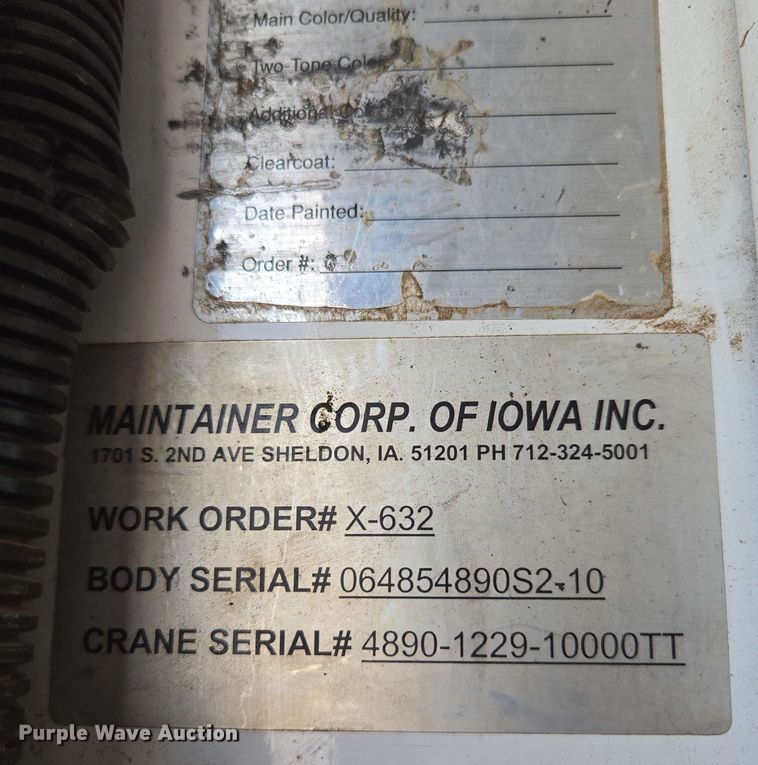 Main Color/Quality:
Two-Tone Color:
Additional
Clearcoat:
Date Painted:
Order #:
MAINTAINER CORP. OF IOWA INC.
1701 S. 2ND AVE SHELDON, IA. 51201 PH 712-324-5001
WORK ORDER# X-632
BODY SERIAL# 064854890S2-10
CRANE SERIAL# 4890-1229-10000TT
Purple Wave Auction